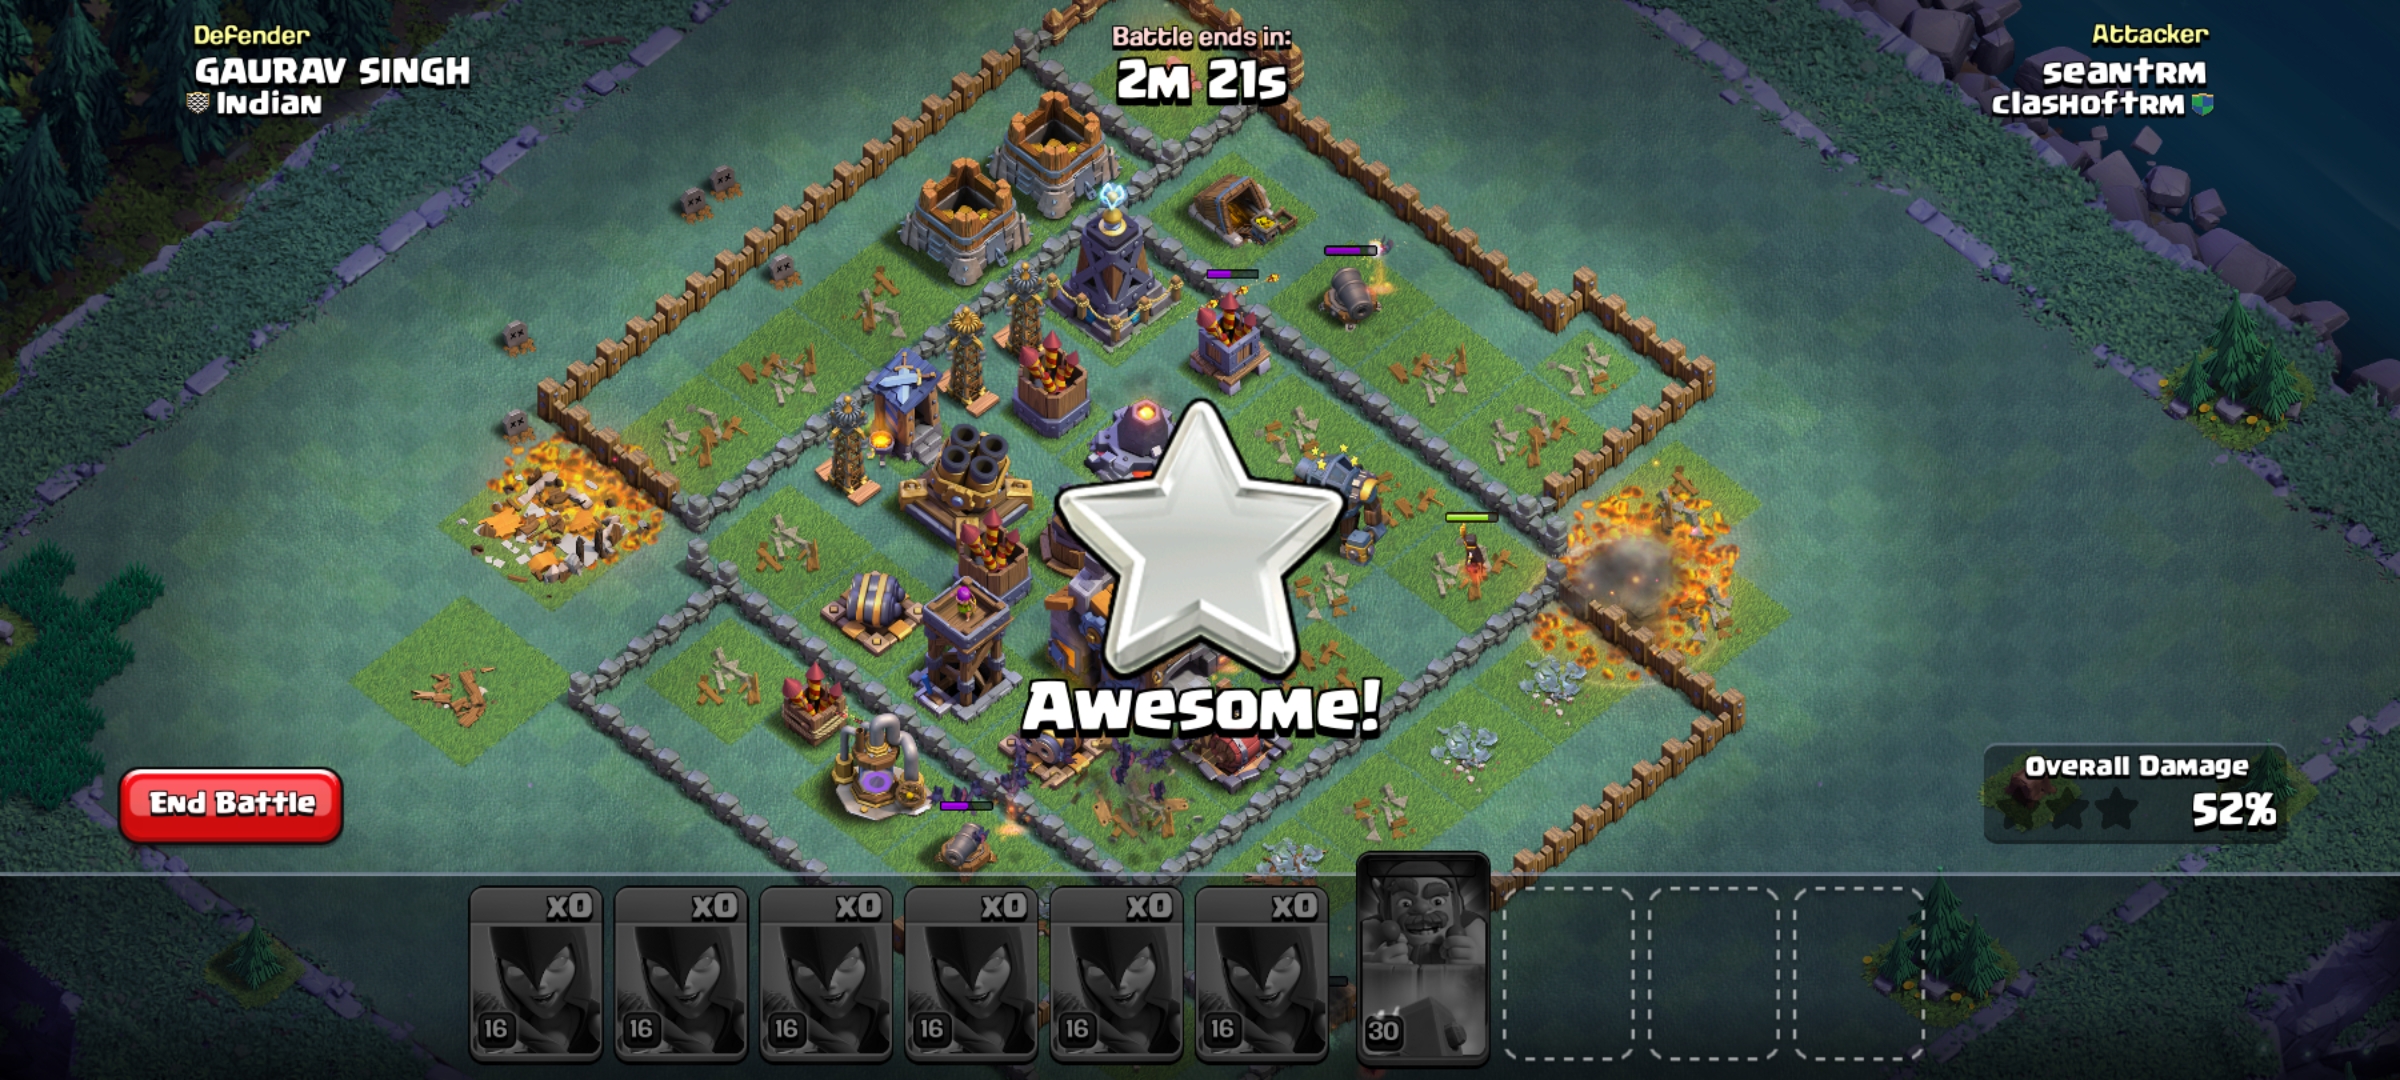 Defender
GAURAV SINGH
Indian
Battle ends in:
2M 21s
Attacker
seantRM
clashoftRM
Awesome!
End Battle
Overall Damage
52%
x0
x0
x0
x0
x0
x0
16
16
16
16
16
16
30